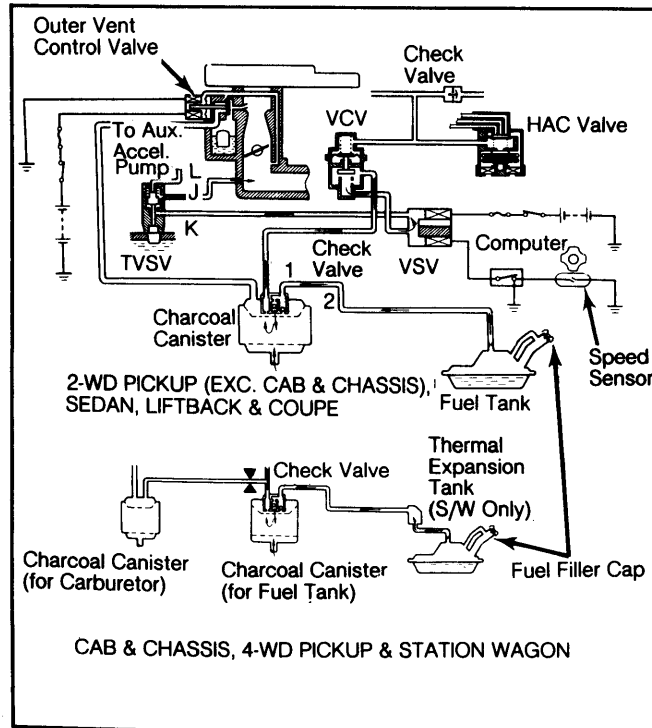 Outer Vent
Control Valve
Check
Valve
VCV
HAC Valve
To Aux.
Accel.
Pump
L
J
K
TVSV
Check
Valve
VSV
Computer
1
2
Charcoal
Canister
Speed
Sensor
Fuel Tank
2-WD PICKUP (EXC. CAB & CHASSIS),
SEDAN, LIFTBACK & COUPE
Thermal
Expansion
Tank
(S/W Only)
Check Valve
Charcoal Canister
(for Carburetor)
Charcoal Canister
(for Fuel Tank)
Fuel Filler Cap
CAB & CHASSIS, 4-WD PICKUP & STATION WAGON